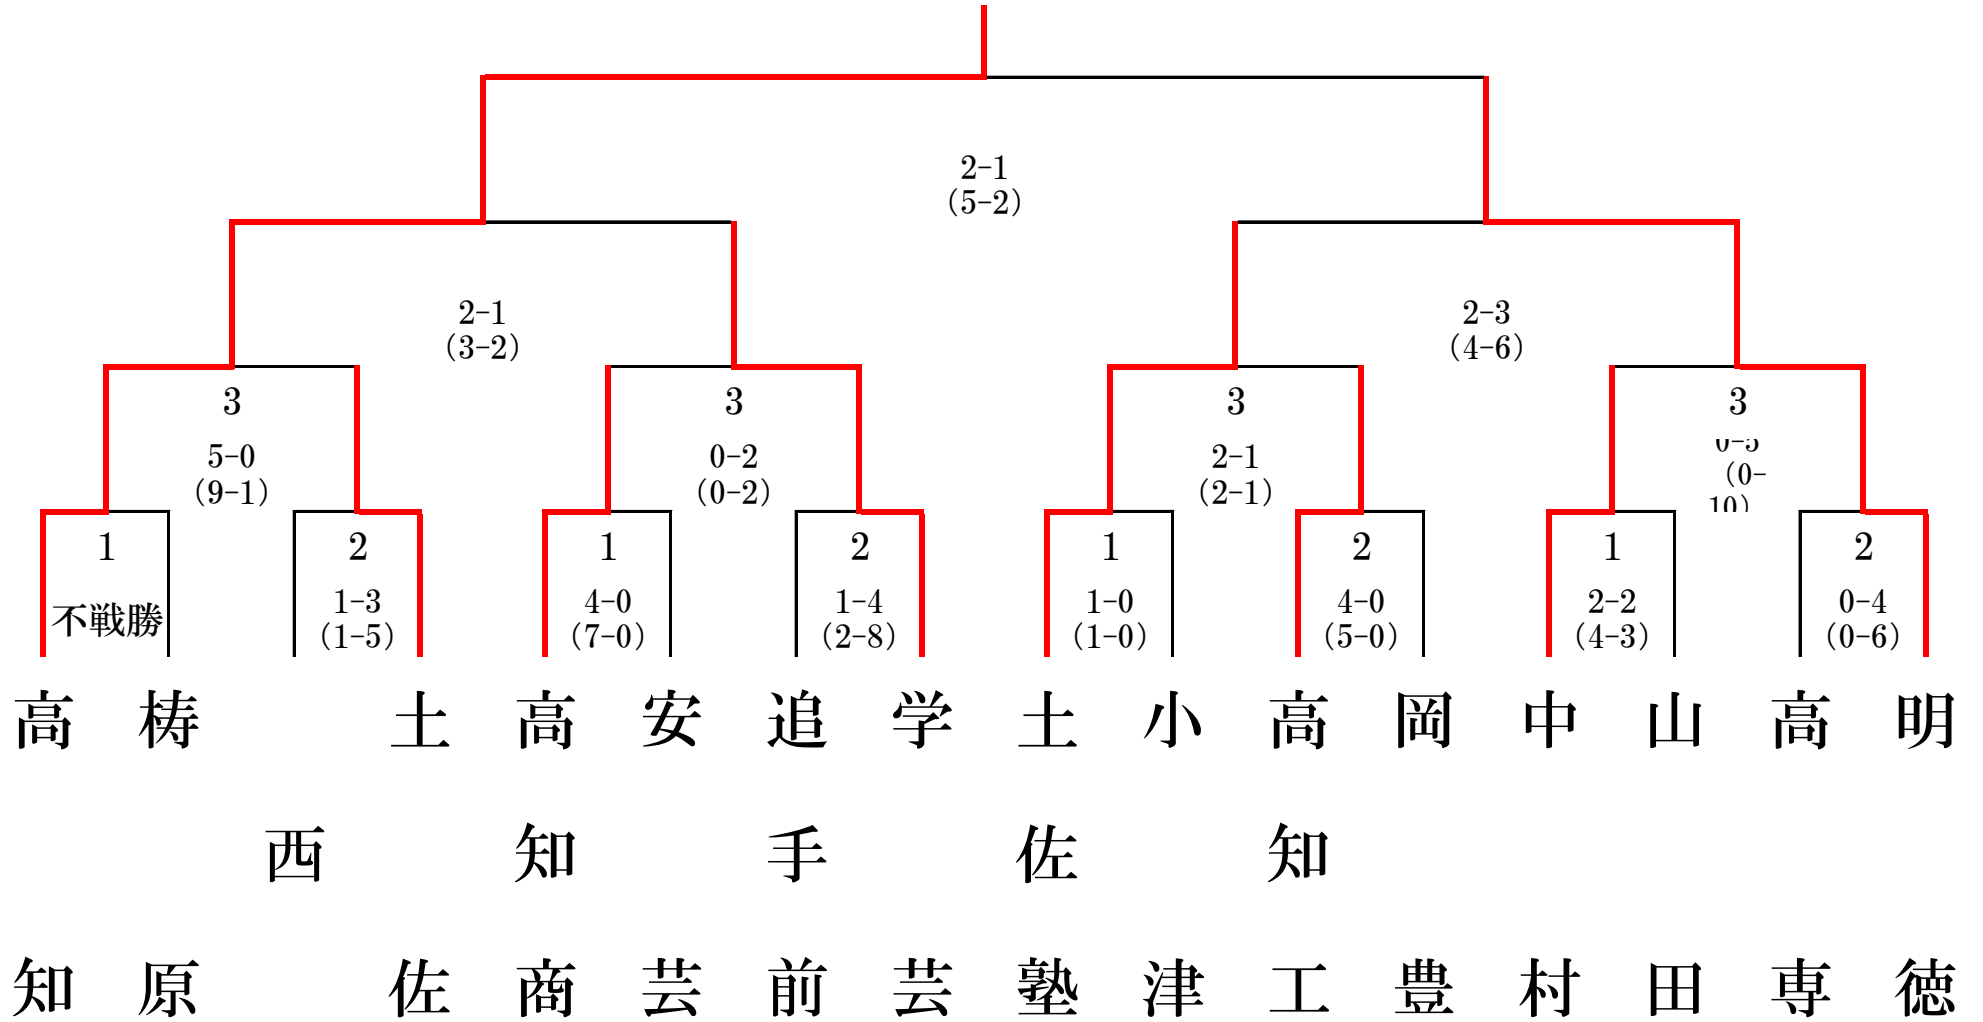 2-1
(5-2)
2-1
(3-2)
2-3
(4-6)
3
5-0
(9-1)
3
0-2
(0-2)
3
2-1
(2-1)
3
0-5
(0-
10)
1
不戦勝
2
1-3
(1-5)
1
4-0
(7-0)
2
1-4
(2-8)
1
1-0
(1-0)
2
4-0
(5-0)
1
2-2
(4-3)
2
0-4
(0-6)
高知
梼原
西
土佐
高知商
安芸
追手前
学芸
土佐塾
小津
高知工
岡豊
中村
山田
高専
明徳